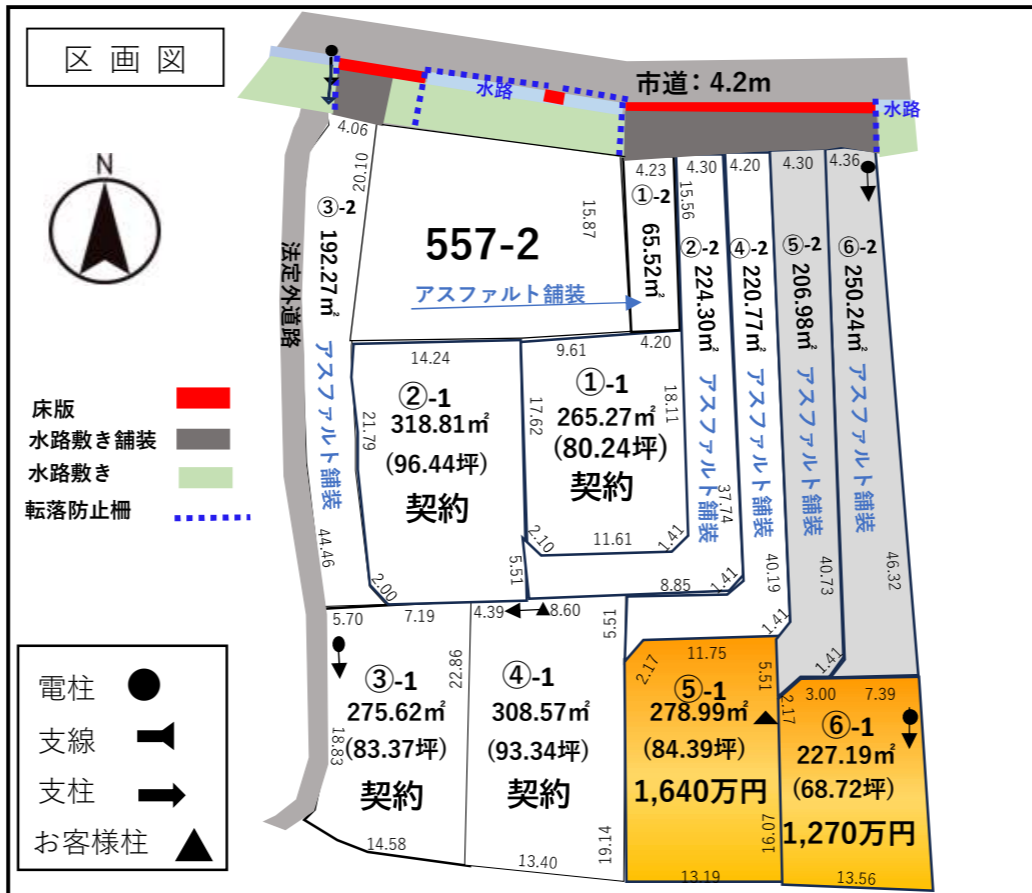 区画図
市道：4.2m
水路
水路
N
法定外道路
4.06
20.10
③-2
192.27㎡
アスファルト舗装
44.46
557-2
15.87
アスファルト舗装
4.23
①-2
65.52㎡
4.30
15.56
②-2
224.30㎡
アスファルト舗装
37.74
4.20
④-2
220.77㎡
アスファルト舗装
40.19
4.30
⑤-2
206.98㎡
アスファルト舗装
40.73
4.36
⑥-2
250.24㎡
アスファルト舗装
46.32
14.24
②-1
318.81㎡
(96.44坪)
契約
21.79
2.00
5.51
9.61
4.20
①-1
265.27㎡
(80.24坪)
契約
17.62
18.11
2.10
11.61
1.41
8.85
1.41
1.41
1.41
床版
水路敷き舗装
水路敷き
転落防止柵
5.70
7.19
③-1
275.62㎡
(83.37坪)
契約
18.83
22.86
14.58
4.39
8.60
5.51
④-1
308.57㎡
(93.34坪)
契約
19.14
13.40
2.17
11.75
5.51
⑤-1
278.99㎡
(84.39坪)
1,640万円
16.07
13.19
2.17
3.00
7.39
⑥-1
227.19㎡
(68.72坪)
1,270万円
13.56
電柱
支線
支柱
お客様柱